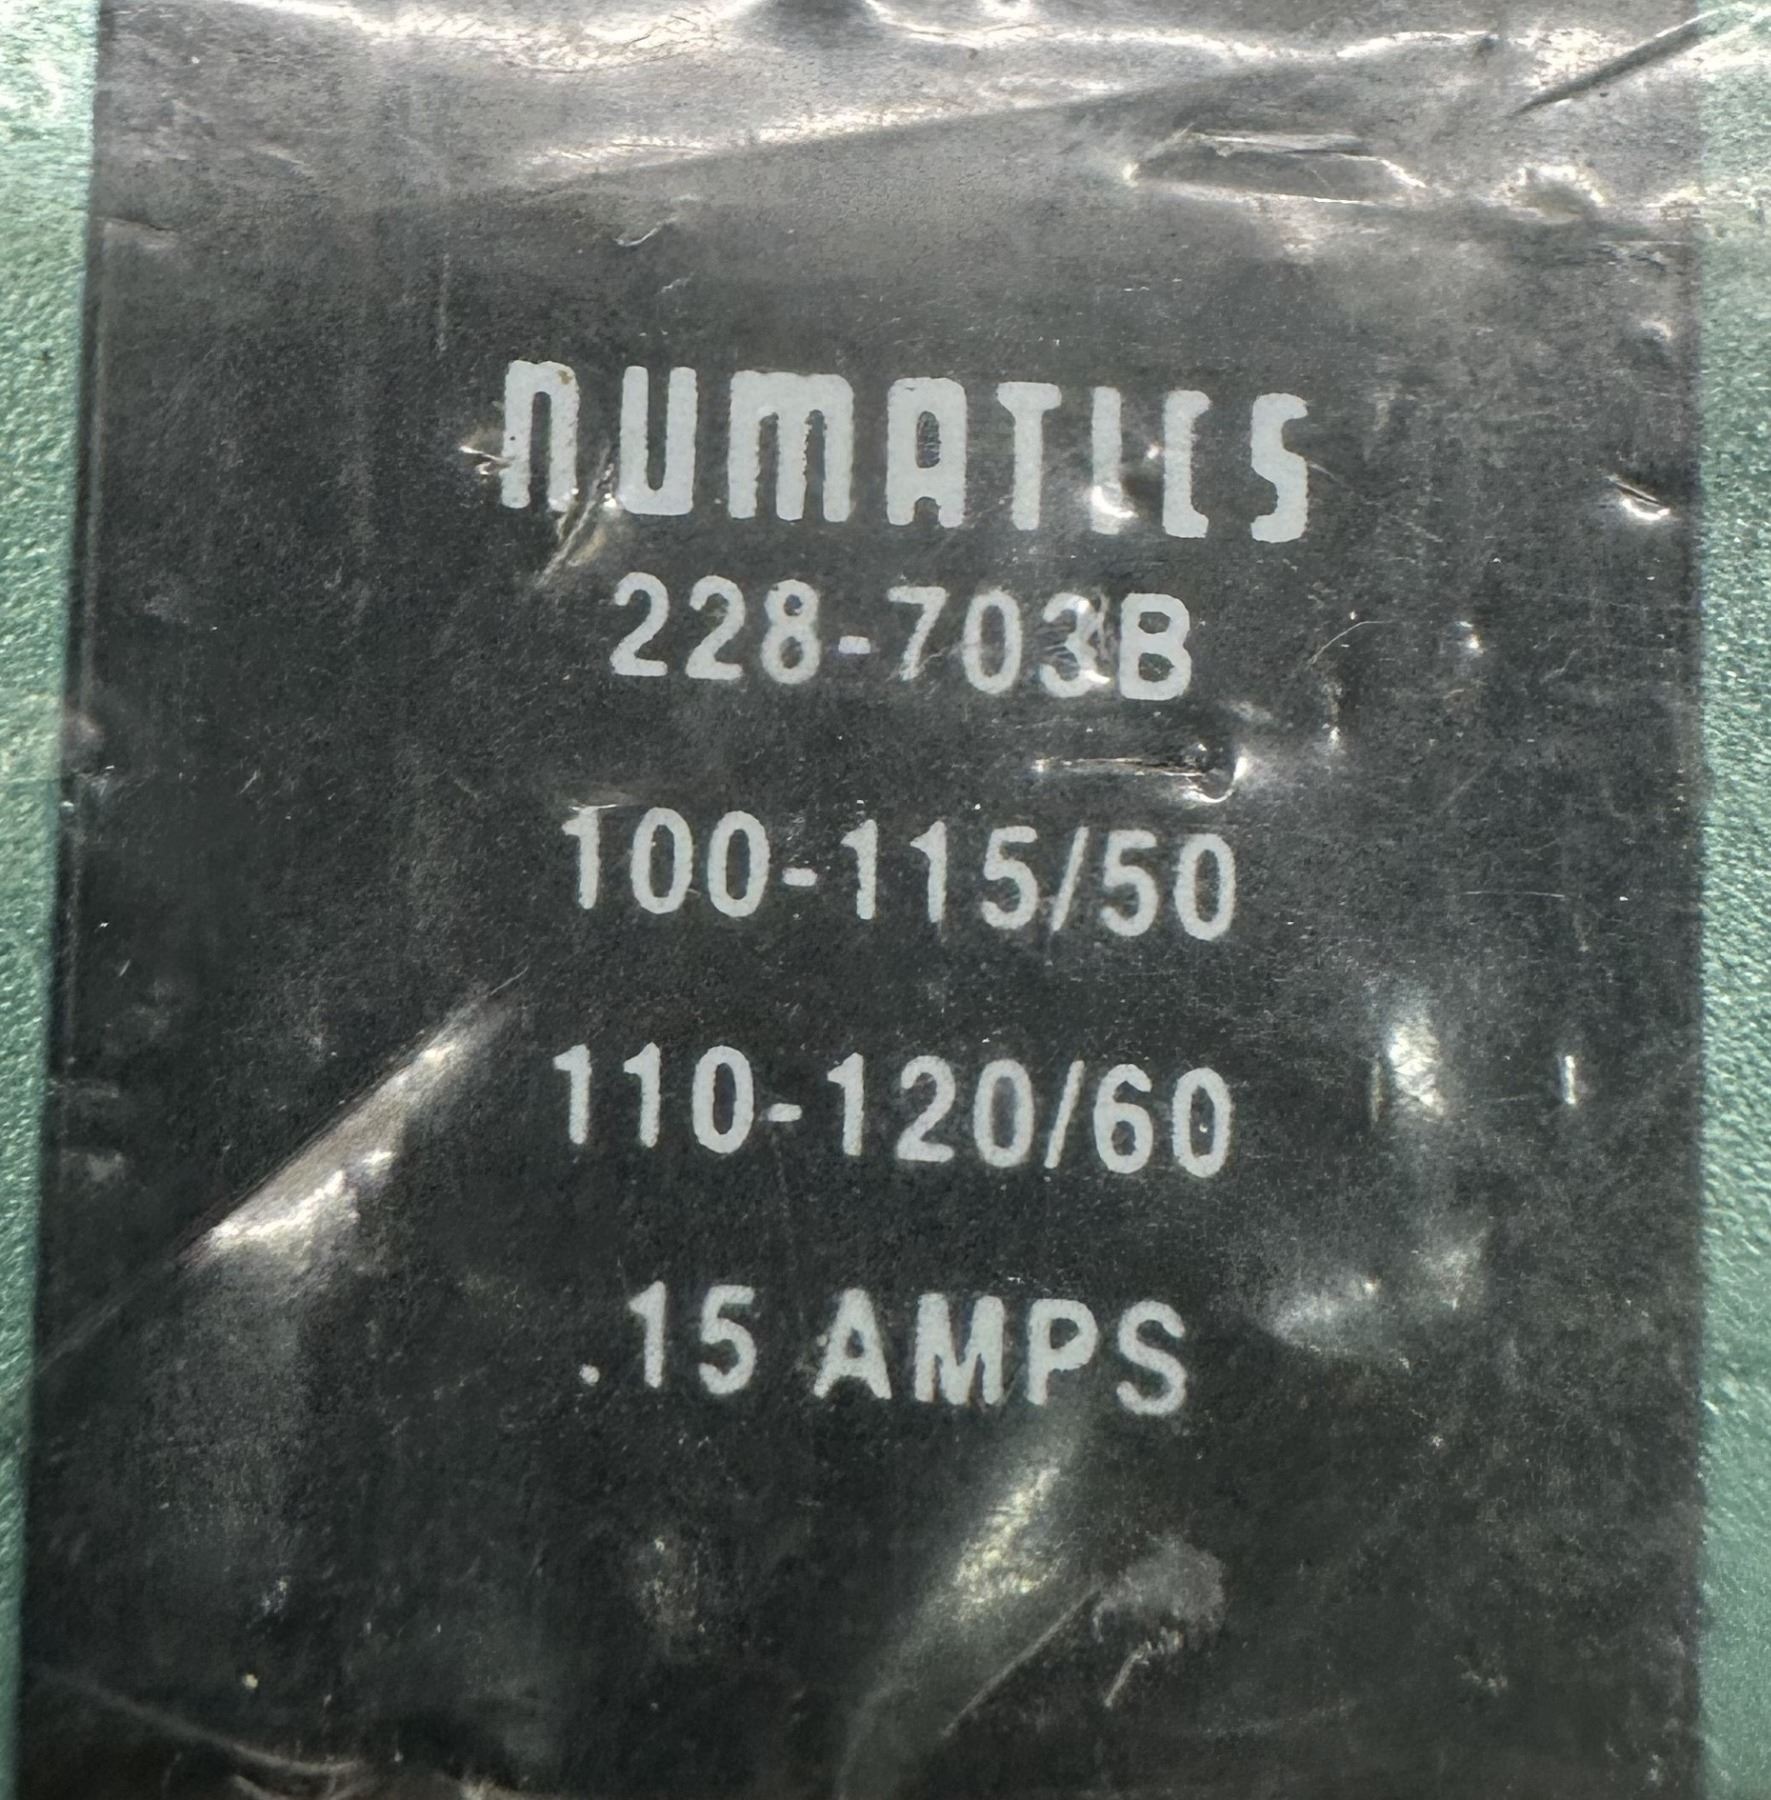 NUMATICS
228-703B
100-115/50
110-120/60
.15 AMPS